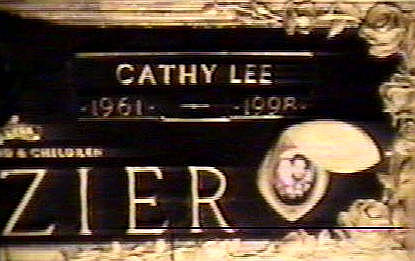 CATHY LEE
-1961- -1998-
& CHILDREN
ZIER